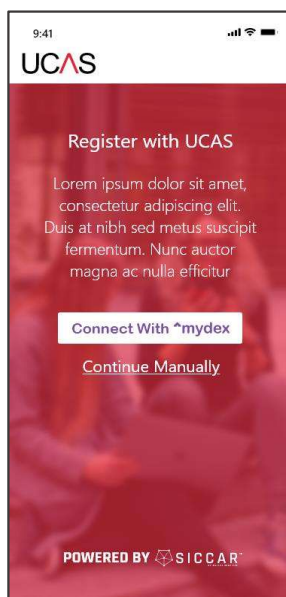 9:41
UCAS
Register with UCAS
Lorem ipsum dolor sit amet,
consectetur adipiscing elit.
Duis at nibh sed metus suscipit
fermentum. Nunc auctor
magna ac nulla efficitur
Connect With ^mydex
Continue Manually
POWERED BY SICCAR